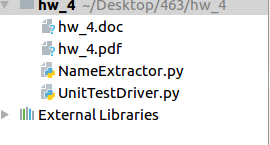 hw_4 ~/Desktop/463/hw_4
hw_4.doc
hw_4.pdf
NameExtractor.py
UnitTestDriver.py
External Libraries